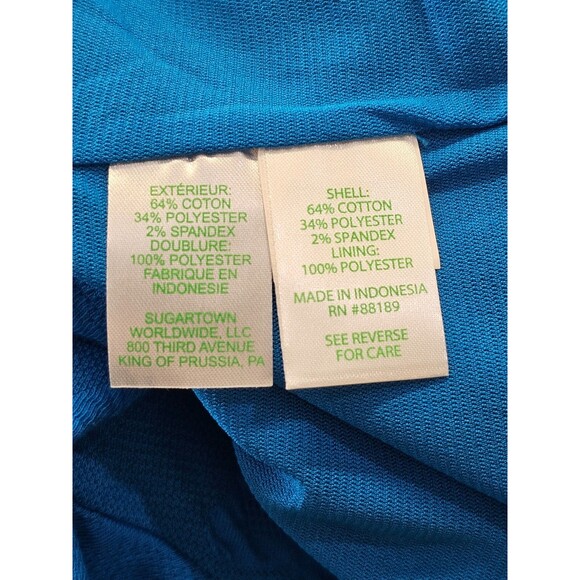 EXTÉRIEUR:
64% COTON
34% POLYESTER
2% SPANDEX
DOUBLURE:
100% POLYESTER
FABRIQUE EN
INDONESIE
SUGARTOWN
WORLDWIDE, LLC
800 THIRD AVENUE
KING OF PRUSSIA, PA
SHELL:
64% COTTON
34% POLYESTER
2% SPANDEX
LINING:
100% POLYESTER
MADE IN INDONESIA
RN #88189
SEE REVERSE
FOR CARE